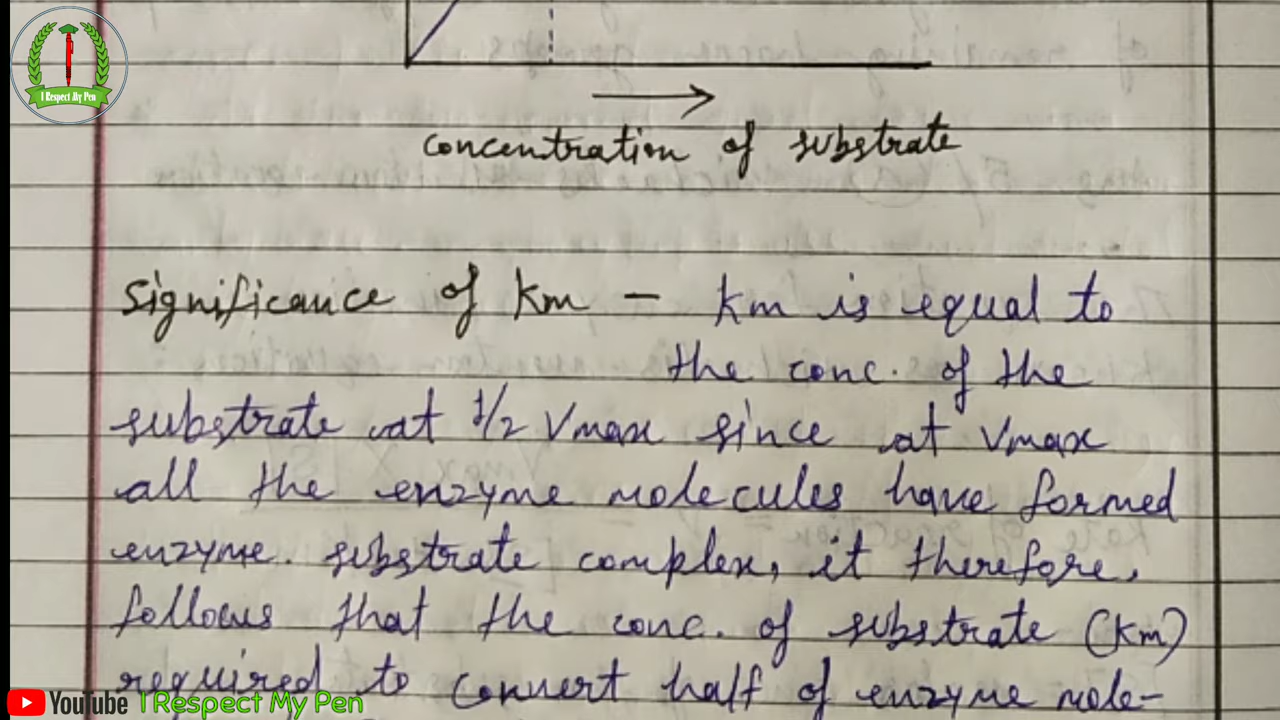 I Respect My Pen
concentration of substrate
Significance of Km — Km is equal to
the conc. of the
substrate at 1/2 Vmax since at Vmax
all the enzyme molecules have formed
enzyme. substrate complex, it therefore,
follows that the conc. of substrate (Km)
required to convert half of enzyme mole-
YouTube I Respect My Pen